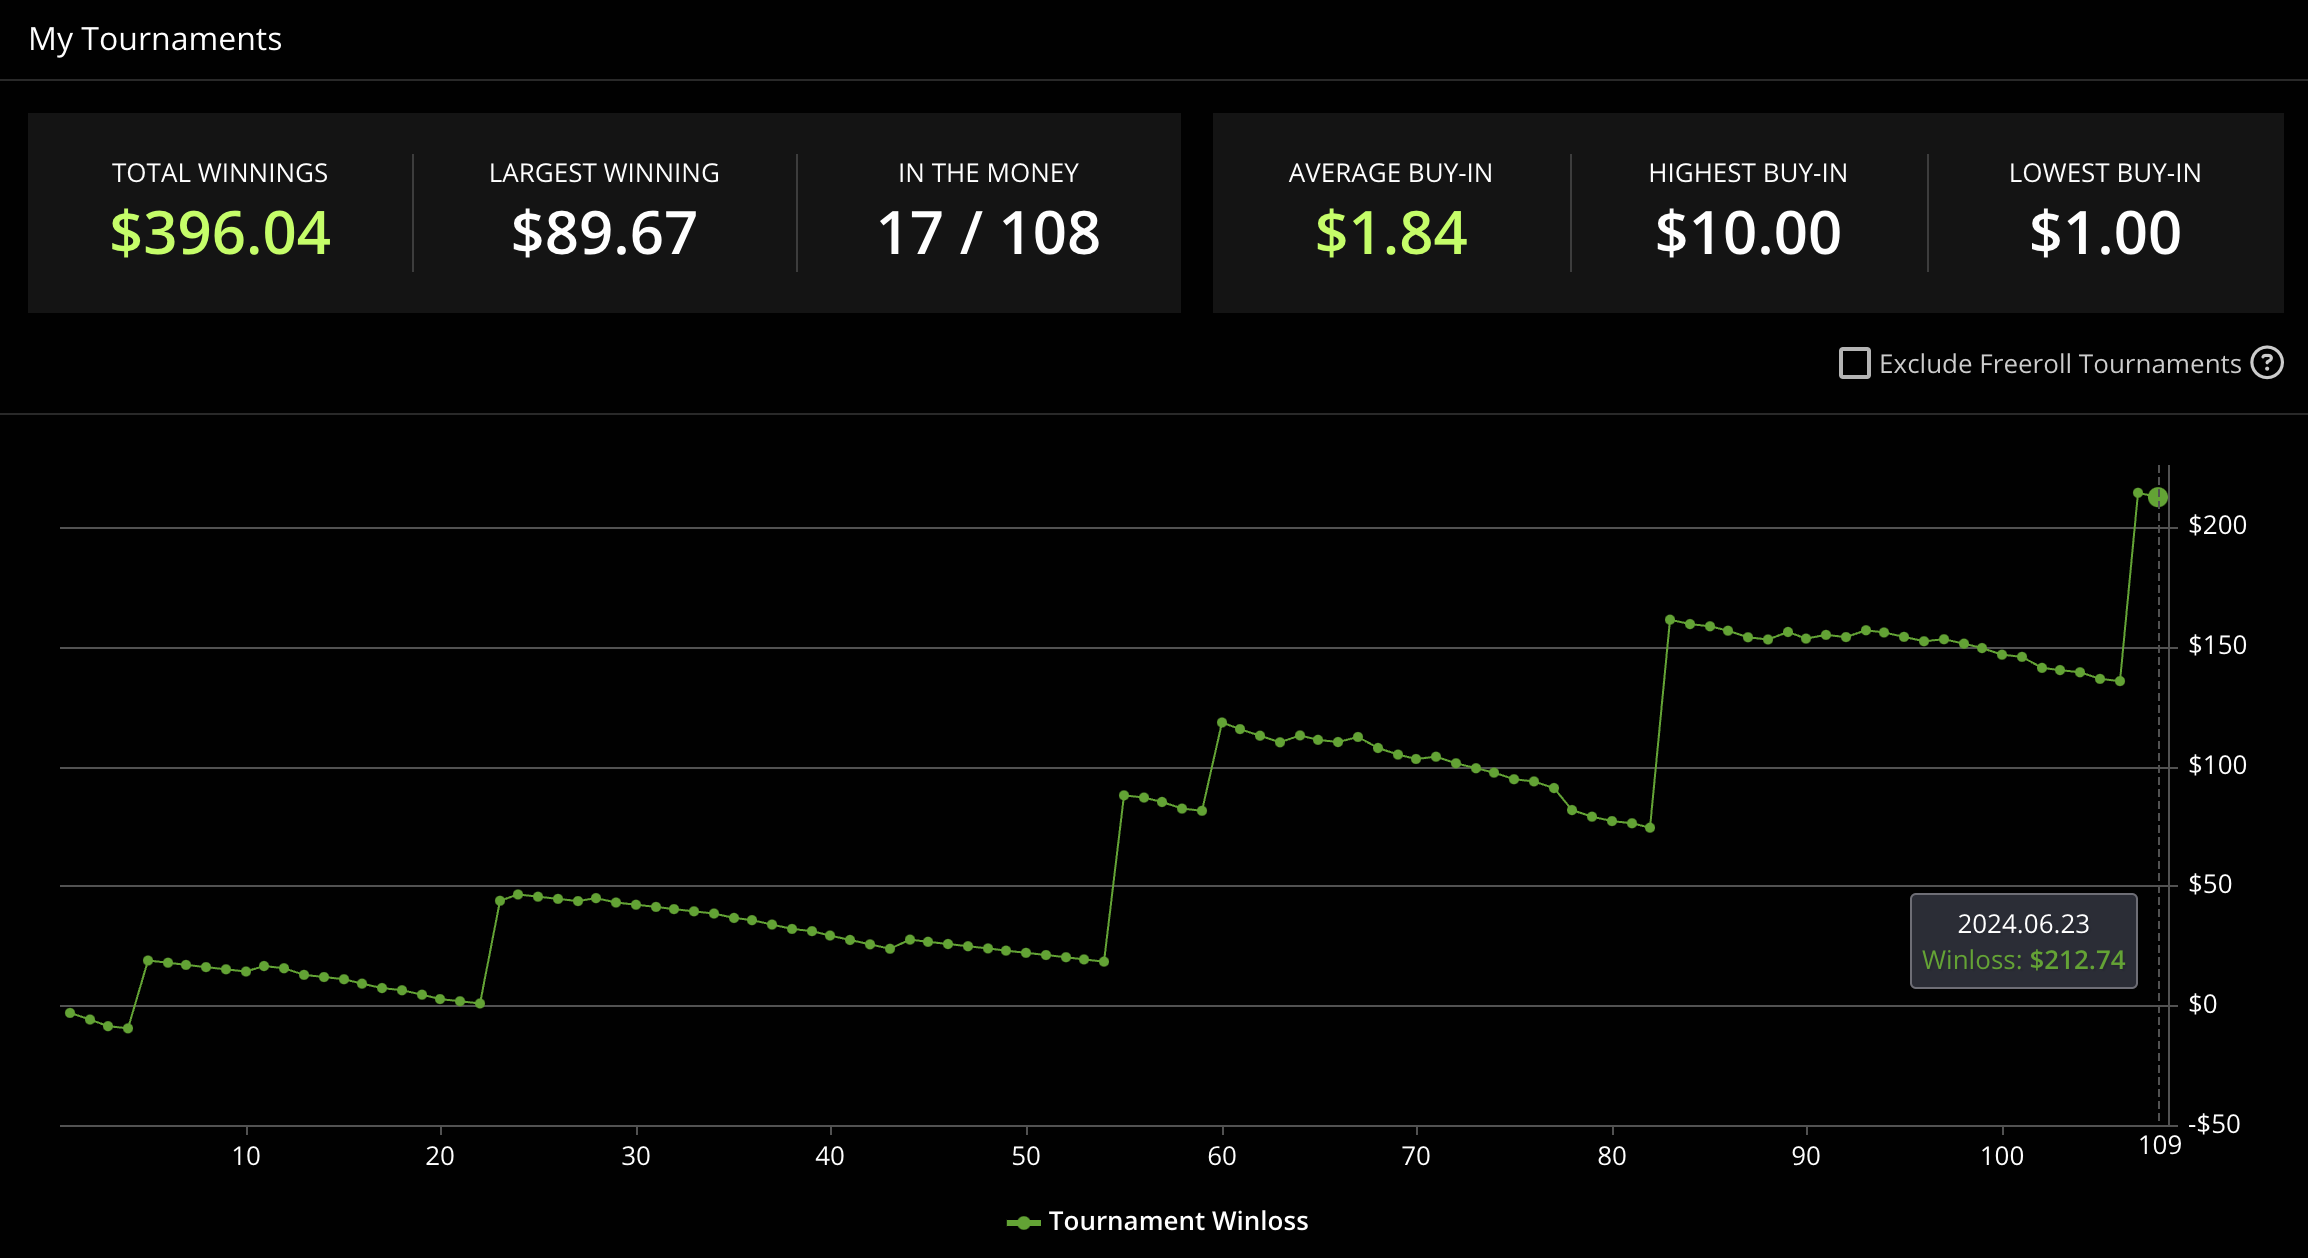 My Tournaments
TOTAL WINNINGS
$396.04
LARGEST WINNING
$89.67
IN THE MONEY
17 / 108
AVERAGE BUY-IN
$1.84
HIGHEST BUY-IN
$10.00
LOWEST BUY-IN
$1.00
Exclude Freeroll Tournaments ?
$200
$150
$100
$50
$0
-$50
2024.06.23
Winloss: $212.74
10 20 30 40 50 60 70 80 90 100 109
Tournament Winloss